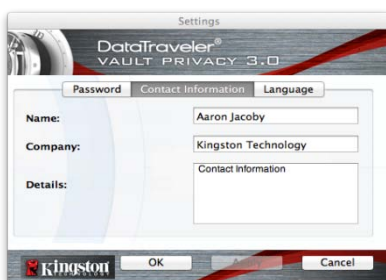 Settings
DataTraveler®
VAULT PRIVACY 3.0
Password Contact Information Language
Name: Aaron Jacoby
Company: Kingston Technology
Details: Contact Information
Kingston
TECHNOLOGY
OK Cancel